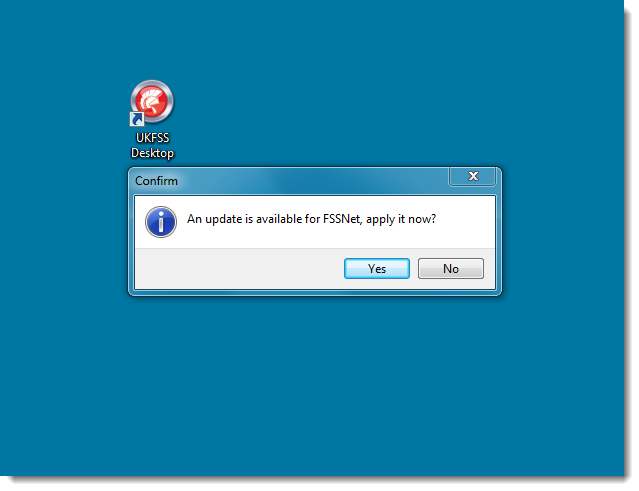 UKFSS
Desktop
Confirm
An update is available for FSSNet, apply it now?
Yes
No